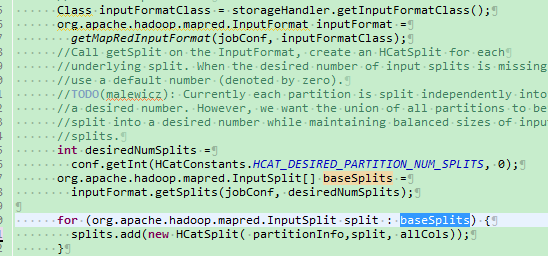 Class inputFormatClass = storageHandler.getInputFormatClass();
org.apache.hadoop.mapred.InputFormat inputFormat =
getMapRedInputFormat(jobConf, inputFormatClass);
//Call getSplit on the InputFormat, create an HCatSplit for each
//underlying split. When the desired number of input splits is missing
//use a default number (denoted by zero).
//TODO(malewicz): Currently each partition is split independently into
//a desired number. However, we want the union of all partitions to be
//split into a desired number while maintaining balanced sizes of input
//splits.
int desiredNumSplits =
conf.getInt(HCatConstants.HCAT_DESIRED_PARTITION_NUM_SPLITS, 0);
org.apache.hadoop.mapred.InputSplit[] baseSplits =
inputFormat.getSplits(jobConf, desiredNumSplits);
for (org.apache.hadoop.mapred.InputSplit split : baseSplits) {
splits.add(new HCatSplit( partitionInfo,split, allCols));
}